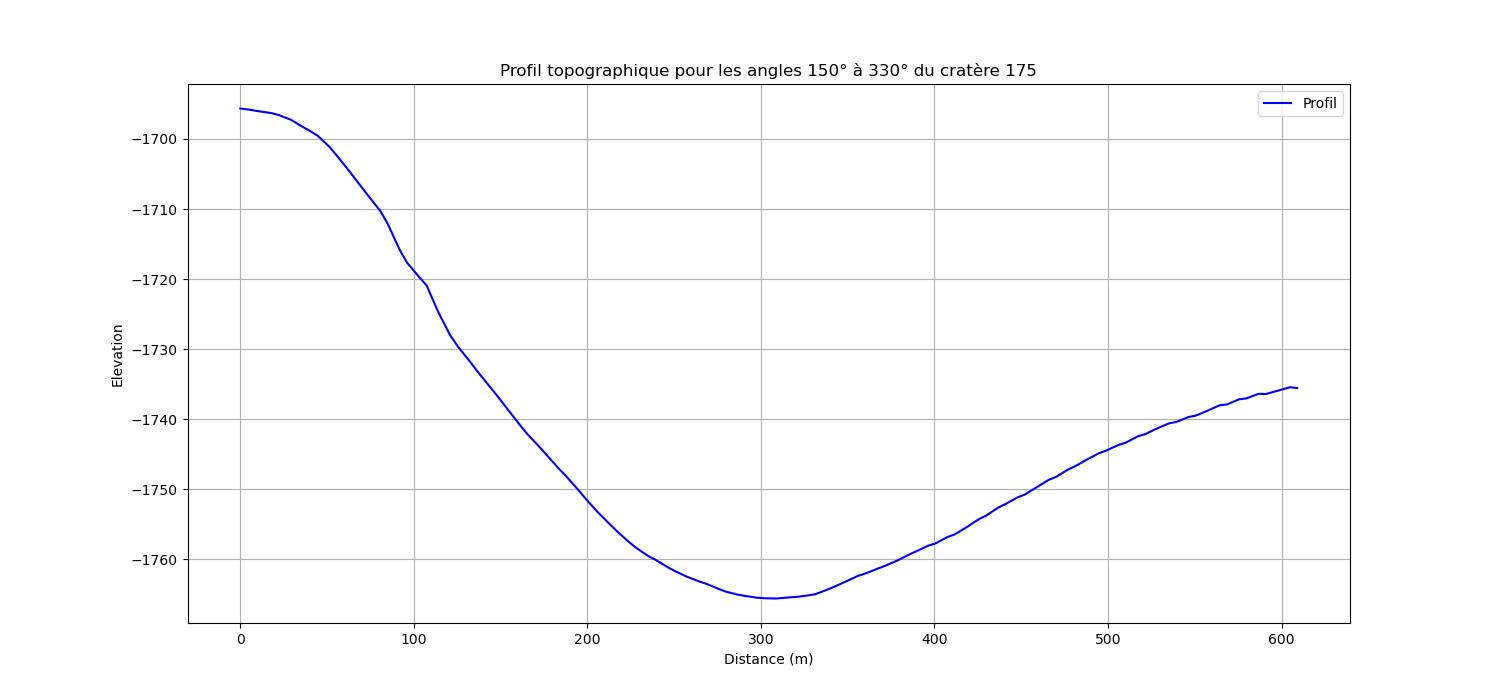 Profil topographique pour les angles 150° à 330° du cratère 175
Profil
−1700
−1710
−1720
−1730
−1740
−1750
−1760
Elevation
0 100 200 300 400 500 600
Distance (m)